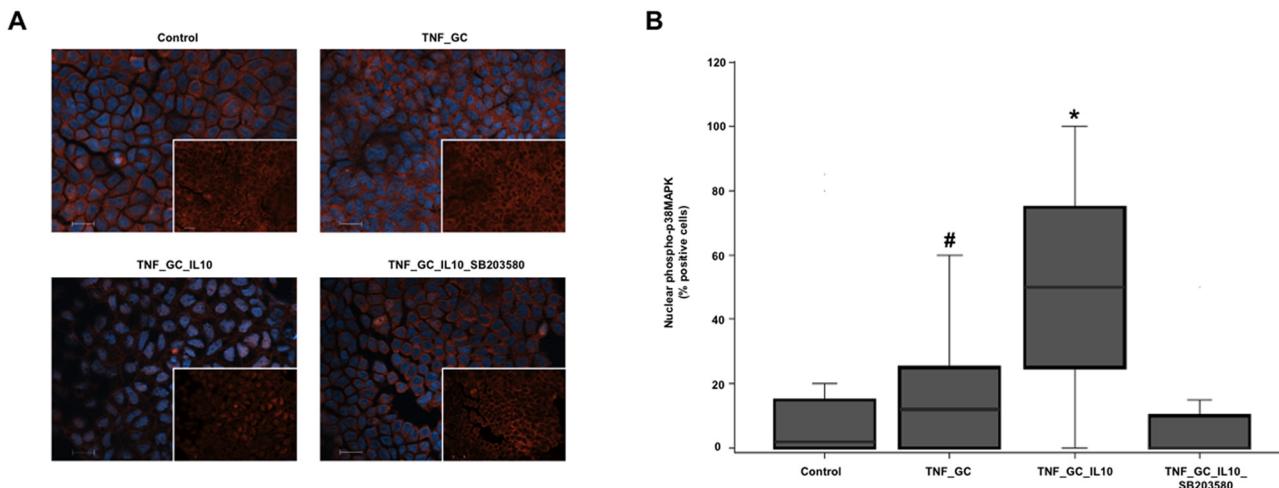 A
B
Control
TNF_GC
TNF_GC_IL10
TNF_GC_IL10_SB203580
Nuclear phospho-p38MAPK
(% positive cells)
120
100
80
60
40
20
0
#
*
Control
TNF_GC
TNF_GC_IL10
TNF_GC_IL10_
SB203580